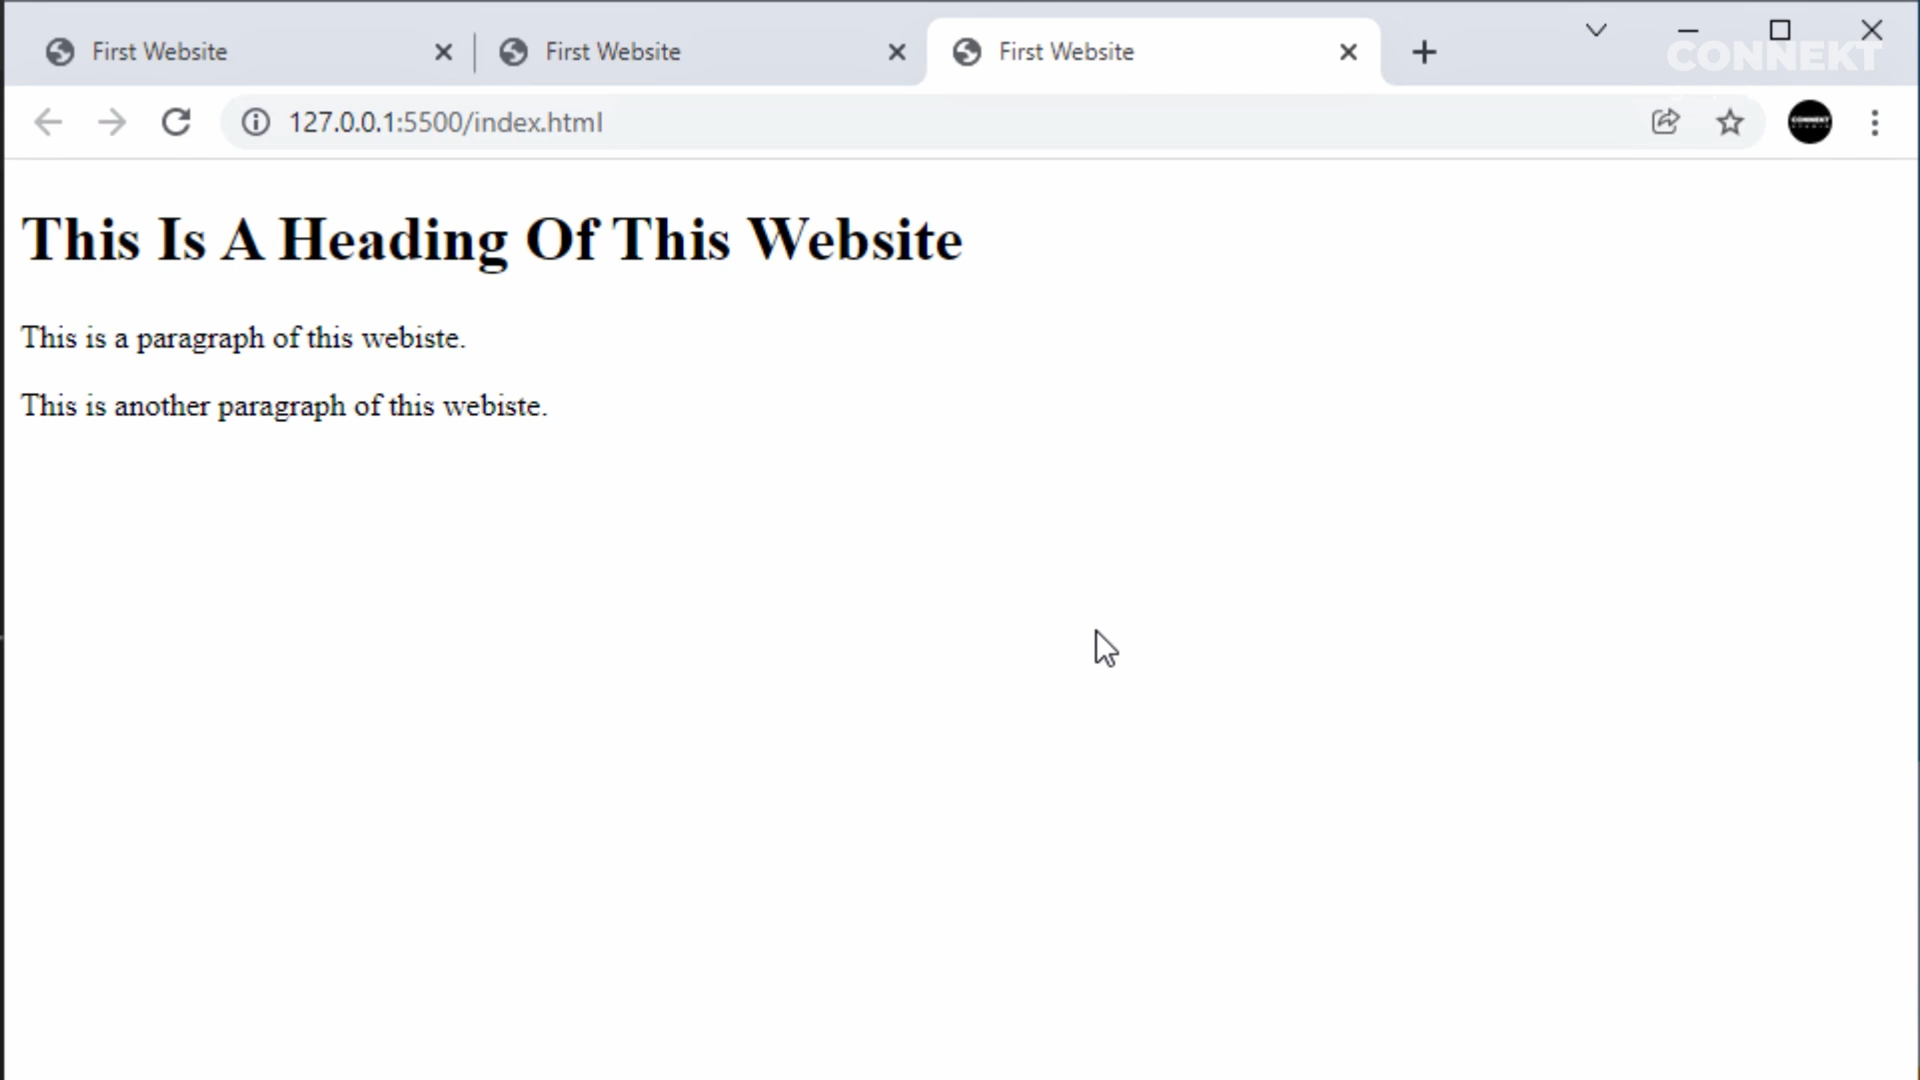 First Website
First Website
First Website
CONNEKT
127.0.0.1:5500/index.html
CONNEKT
This Is A Heading Of This Website
This is a paragraph of this webiste.
This is another paragraph of this webiste.